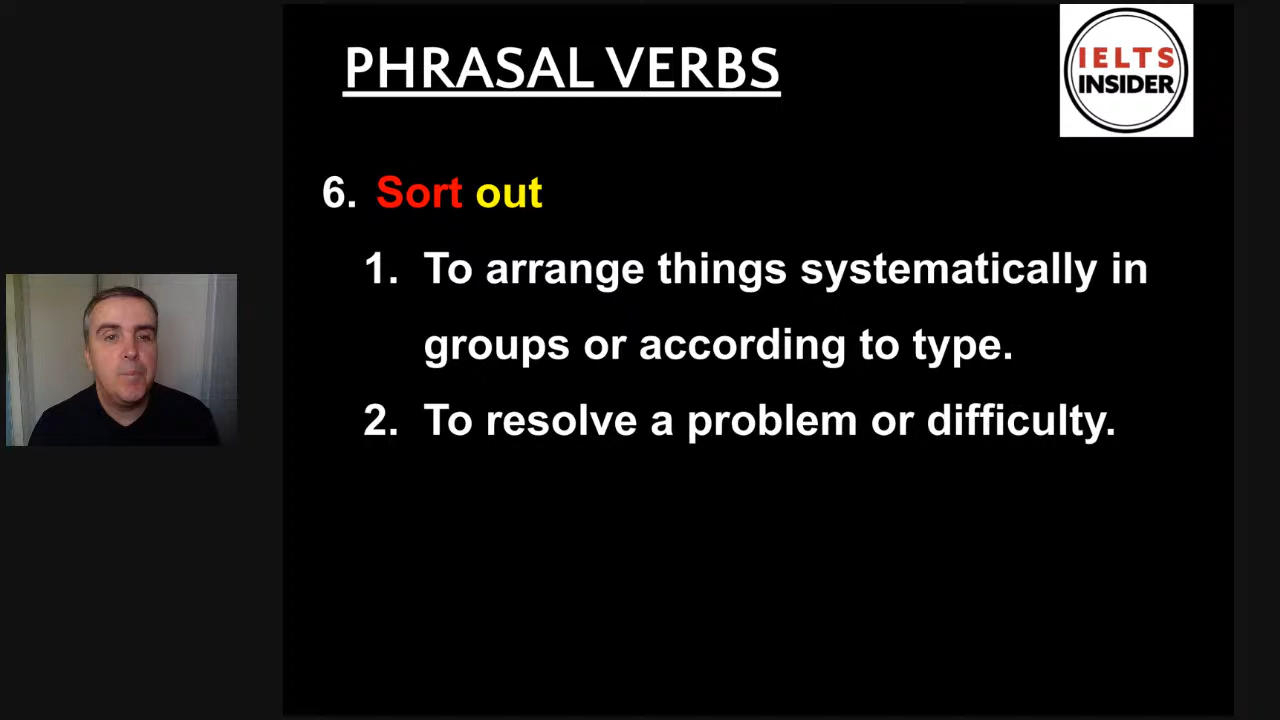 PHRASAL VERBS
IELTS
INSIDER
6. Sort out
1. To arrange things systematically in
groups or according to type.
2. To resolve a problem or difficulty.